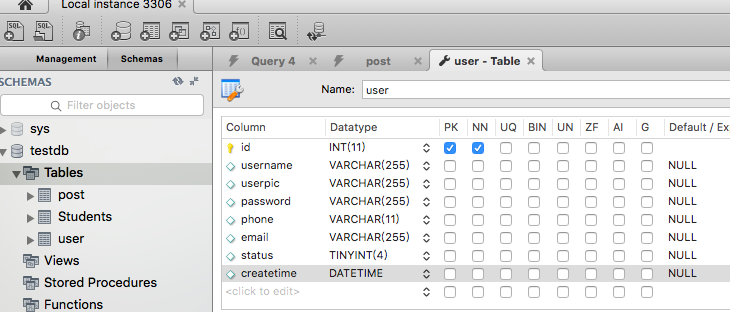 Local instance 3306
SQL SQL
Management Schemas Query 4 post user - Table
SCHEMAS
Name: user
Filter objects
Column Datatype PK NN UQ BIN UN ZF AI G Default / Ex
sys
id INT(11)
testdb
username VARCHAR(255) NULL
Tables
userpic VARCHAR(255) NULL
post
password VARCHAR(255) NULL
Students
phone VARCHAR(11) NULL
user
email VARCHAR(255) NULL
Views
status TINYINT(4) NULL
Stored Procedures
createtime DATETIME NULL
Functions
<click to edit>